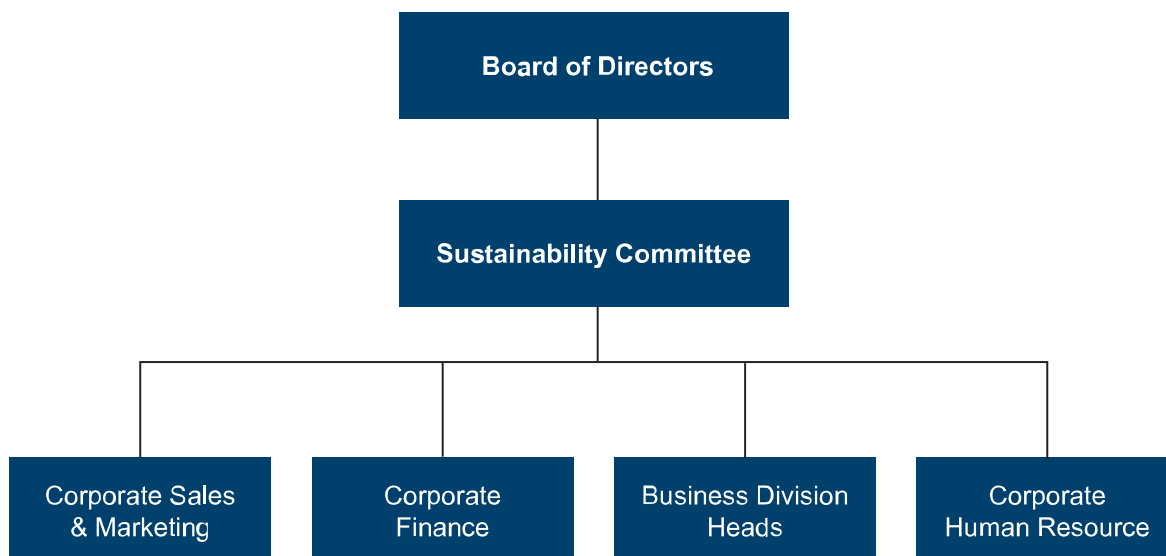 Board of Directors
Sustainability Committee
Corporate Sales
& Marketing
Corporate
Finance
Business Division
Heads
Corporate
Human Resource